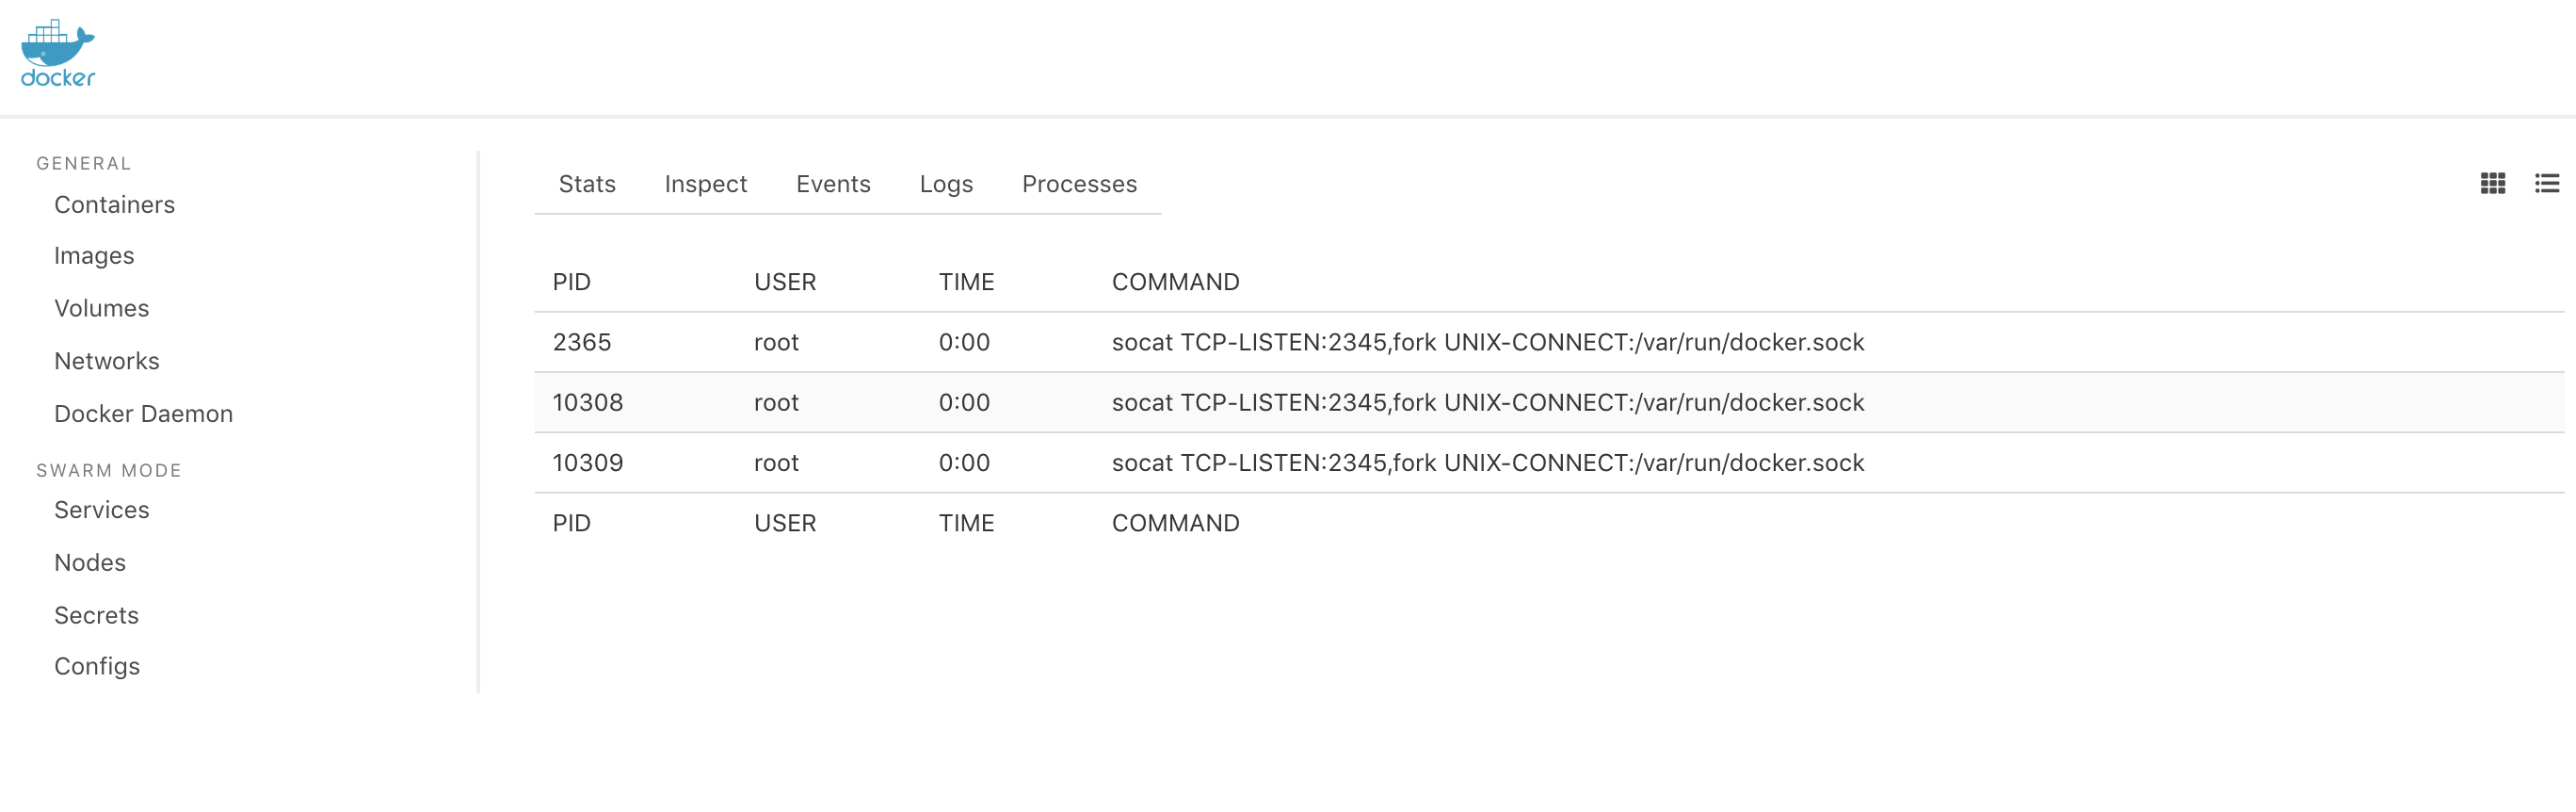 docker
GENERAL
Containers
Images
Volumes
Networks
Docker Daemon
SWARM MODE
Services
Nodes
Secrets
Configs
Stats Inspect Events Logs Processes
PID USER TIME COMMAND
2365 root 0:00 socat TCP-LISTEN:2345,fork UNIX-CONNECT:/var/run/docker.sock
10308 root 0:00 socat TCP-LISTEN:2345,fork UNIX-CONNECT:/var/run/docker.sock
10309 root 0:00 socat TCP-LISTEN:2345,fork UNIX-CONNECT:/var/run/docker.sock
PID USER TIME COMMAND